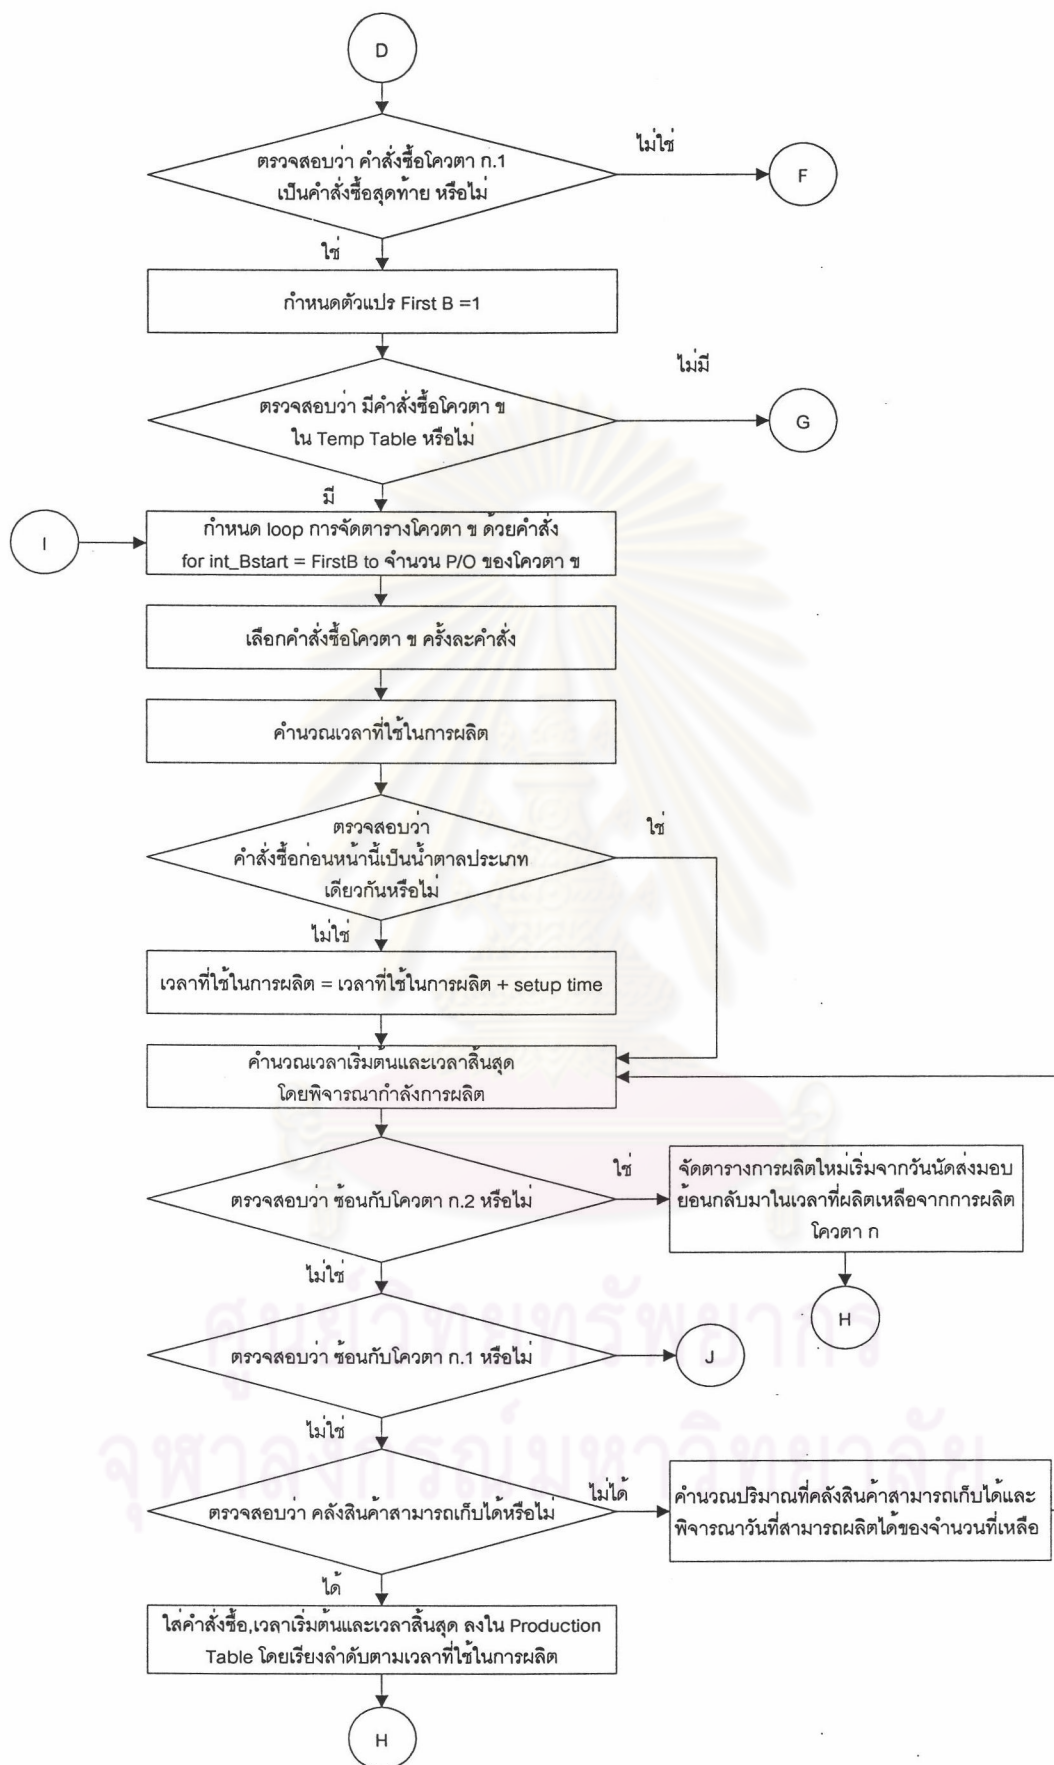 D
ตรวจสอบว่า คำสั่งซื้อโควตา ก.1
เป็นคำสั่งซื้อสุดท้าย หรือไม่
ไม่ใช่
F
ใช่
กำหนดตัวแปร First B =1
ไม่มี
ตรวจสอบว่า มีคำสั่งซื้อโควตา ข
ใน Temp Table หรือไม่
G
มี
I
กำหนด loop การจัดตารางโควตา ข ด้วยคำสั่ง
for int_Bstart = FirstB to จำนวน P/O ของโควตา ข
เลือกคำสั่งซื้อโควตา ข ครั้งละคำสั่ง
คำนวณเวลาที่ใช้ในการผลิต
ตรวจสอบว่า
คำสั่งซื้อก่อนหน้านี้เป็นน้ำตาลประเภท
เดียวกันหรือไม่
ใช่
ไม่ใช่
เวลาที่ใช้ในการผลิต = เวลาที่ใช้ในการผลิต + setup time
คำนวณเวลาเริ่มต้นและเวลาสิ้นสุด
โดยพิจารณากำลังการผลิต
ตรวจสอบว่า ซ้อนกับโควตา ก.2 หรือไม่
ใช่
จัดตารางการผลิตใหม่เริ่มจากวันนัดส่งมอบ
ย้อนกลับมาในเวลาที่ผลิตเหลือจากการผลิต
โควตา ก
H
ไม่ใช่
ตรวจสอบว่า ซ้อนกับโควตา ก.1 หรือไม่
J
ไม่ใช่
ตรวจสอบว่า คลังสินค้าสามารถเก็บได้หรือไม่
ไม่ได้
คำนวณปริมาณที่คลังสินค้าสามารถเก็บได้และ
พิจารณาวันที่สามารถผลิตได้ของจำนวนที่เหลือ
ได้
ใส่คำสั่งซื้อ,เวลาเริ่มต้นและเวลาสิ้นสุด ลงใน Production
Table โดยเรียงลำดับตามเวลาที่ใช้ในการผลิต
H
ศูนย์วิทยทรัพยากร
จุฬาลงกรณ์มหาวิทยาลัย